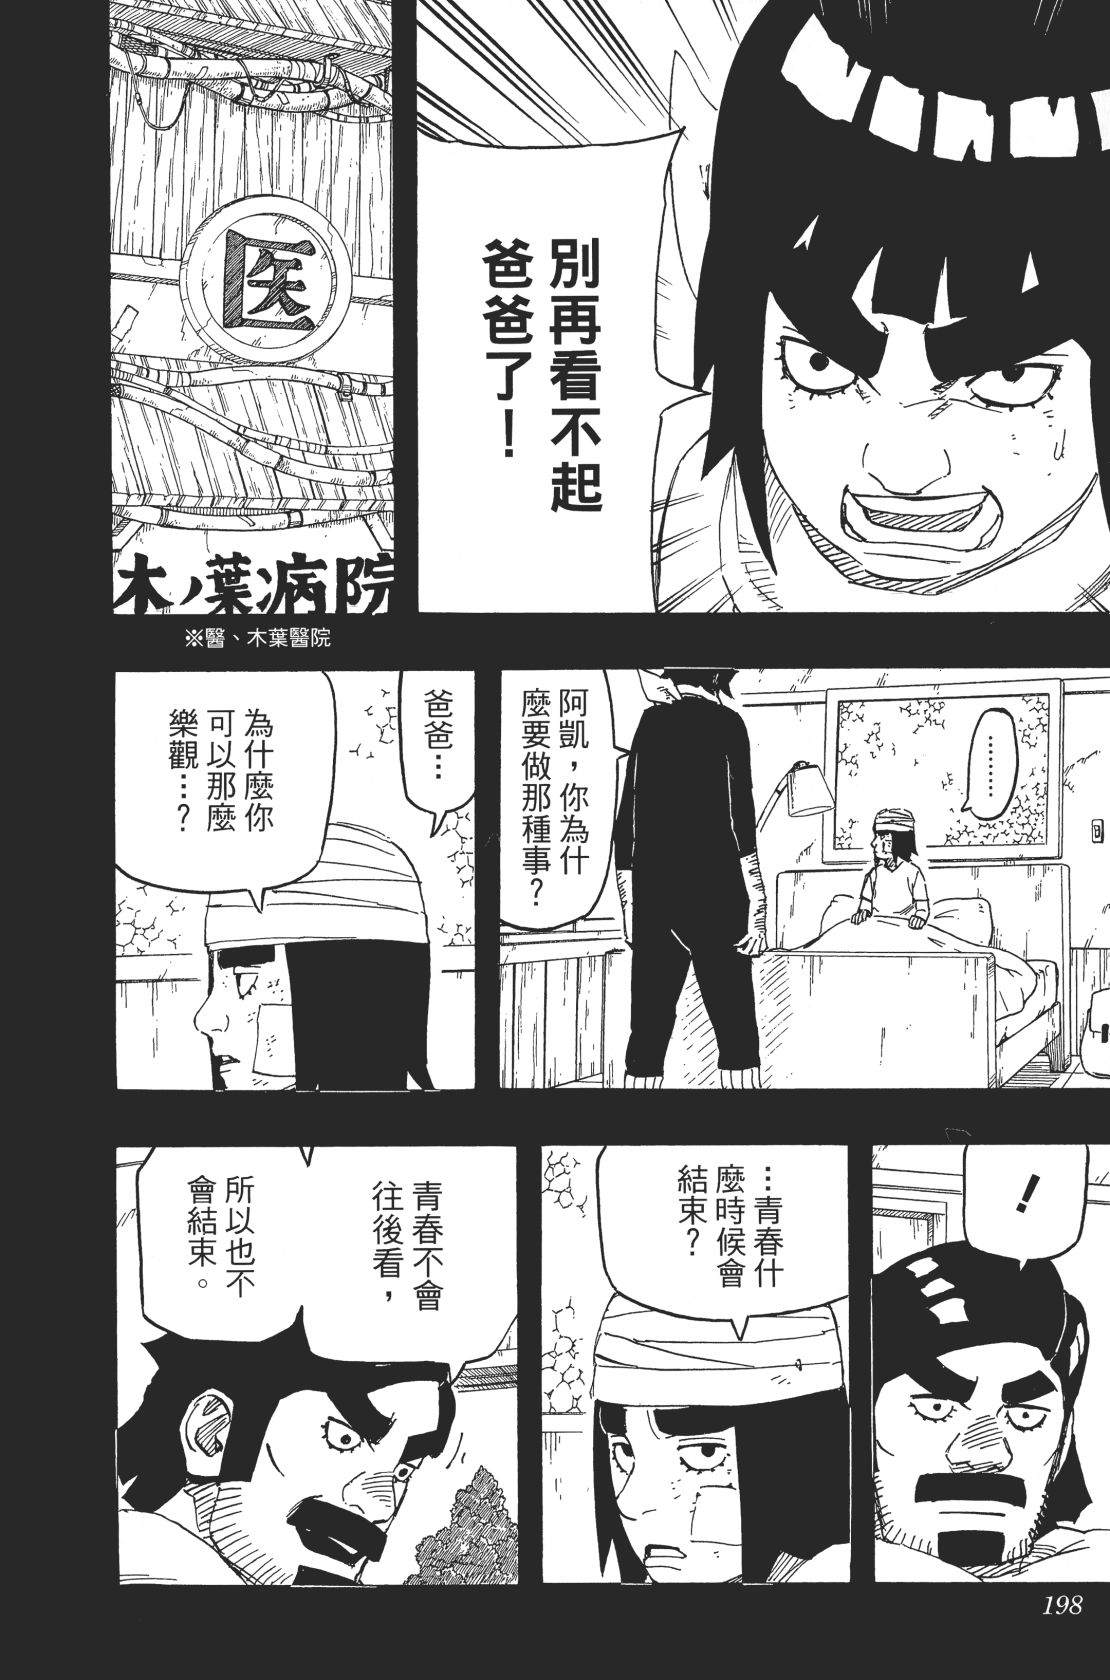 別再看不起
爸爸了！
医
木ノ葉病院
※醫、木葉醫院
………
阿凱，你為什
麼要做那種事？
爸爸…
為什麼你
可以那麼
樂觀…？
！
…青春什
麼時候會
結束？
青春不會
往後看，
所以也不
會結束。
198